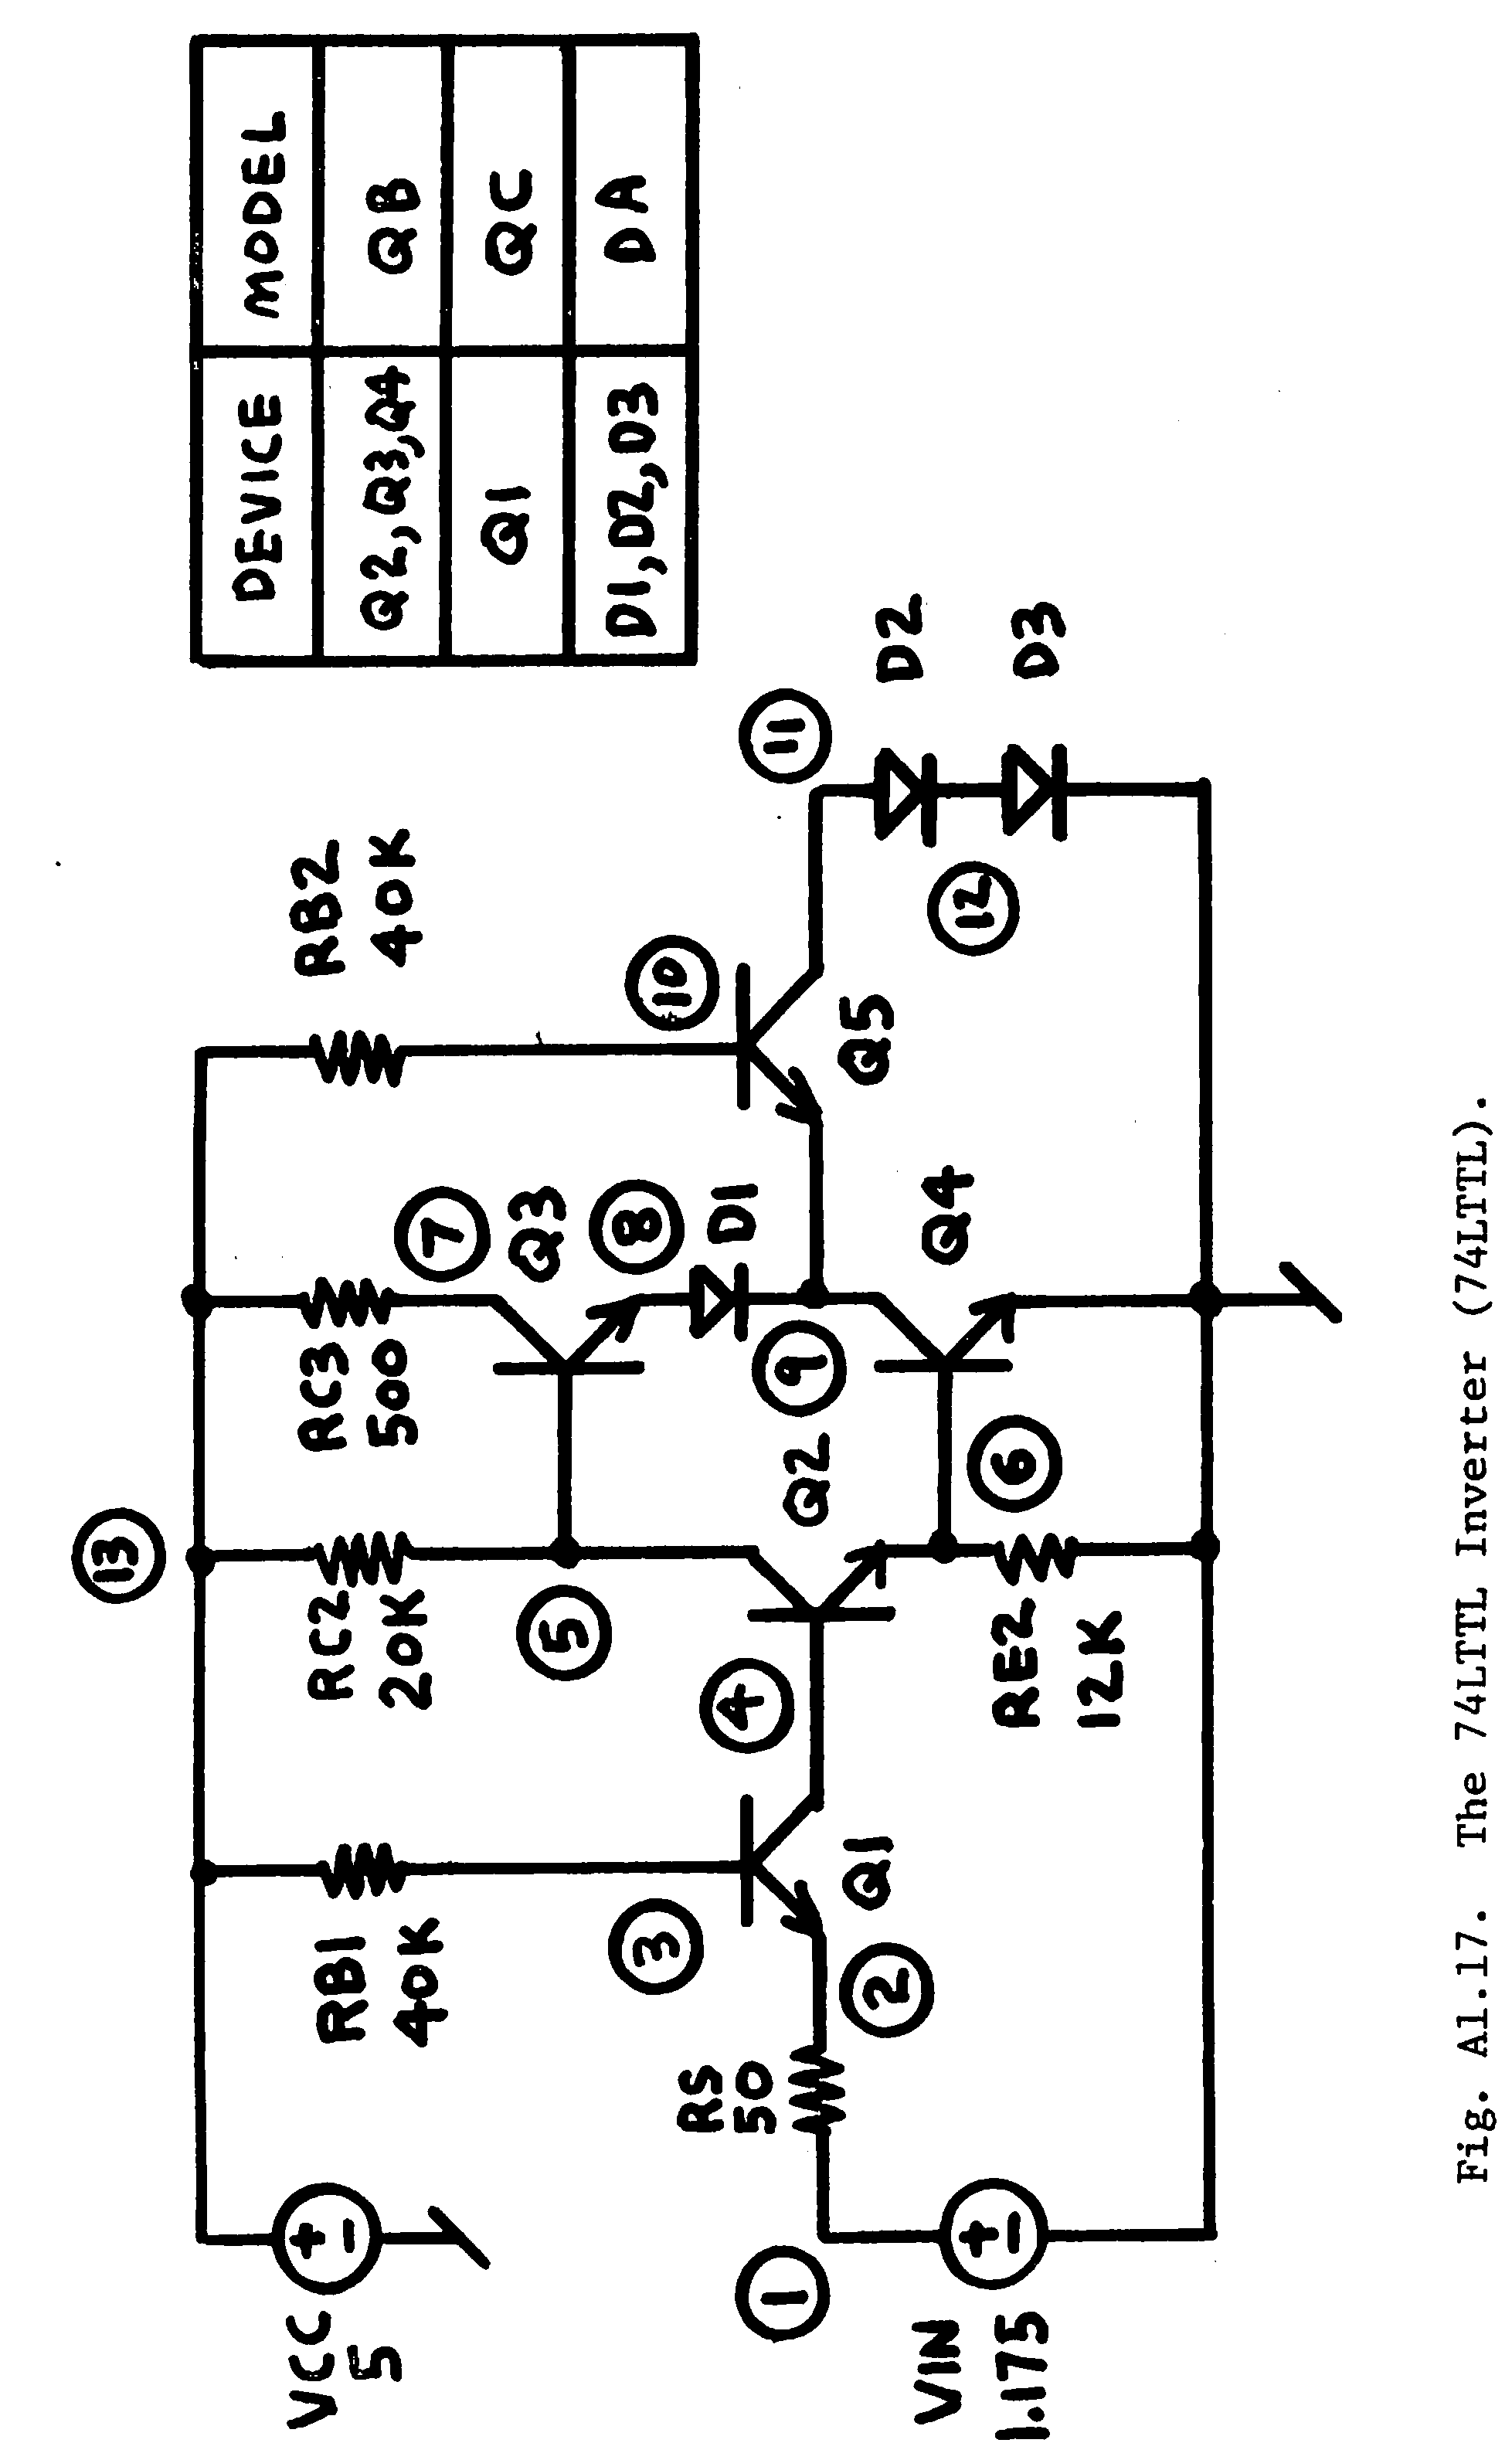 DEVICE MODEL
Q2,Q3,Q4 QB
Q1 QC
D1,D2,D3 DA
13
VCC
5
RB1
40K
RC2
20K
RC3
500
RB2
40K
7
Q3
5
8
D1
3
4
10
11
RS
50
Q2
9
1
2
Q1
Q5
D2
VIN
1.175
Q4
12
6
RE2
12K
D3
Fig. A1.17. The 74LTTL Inverter (74LTTL).